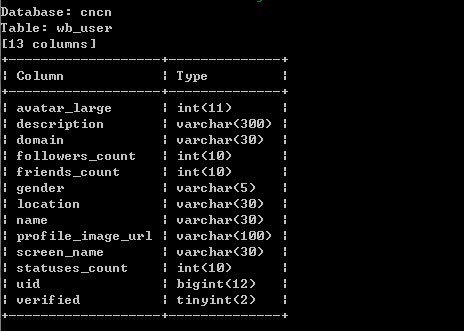 Database: cncn
Table: wb_user
[13 columns]
+--------------------+--------------+
¦ Column             ¦ Type         ¦
+--------------------+--------------+
¦ avatar_large       ¦ int(11)      ¦
¦ description        ¦ varchar(300) ¦
¦ domain             ¦ varchar(30)  ¦
¦ followers_count    ¦ int(10)      ¦
¦ friends_count      ¦ int(10)      ¦
¦ gender             ¦ varchar(5)   ¦
¦ location           ¦ varchar(30)  ¦
¦ name               ¦ varchar(30)  ¦
¦ profile_image_url  ¦ varchar(100) ¦
¦ screen_name        ¦ varchar(30)  ¦
¦ statuses_count     ¦ int(10)      ¦
¦ uid                ¦ bigint(12)   ¦
¦ verified           ¦ tinyint(2)   ¦
+--------------------+--------------+